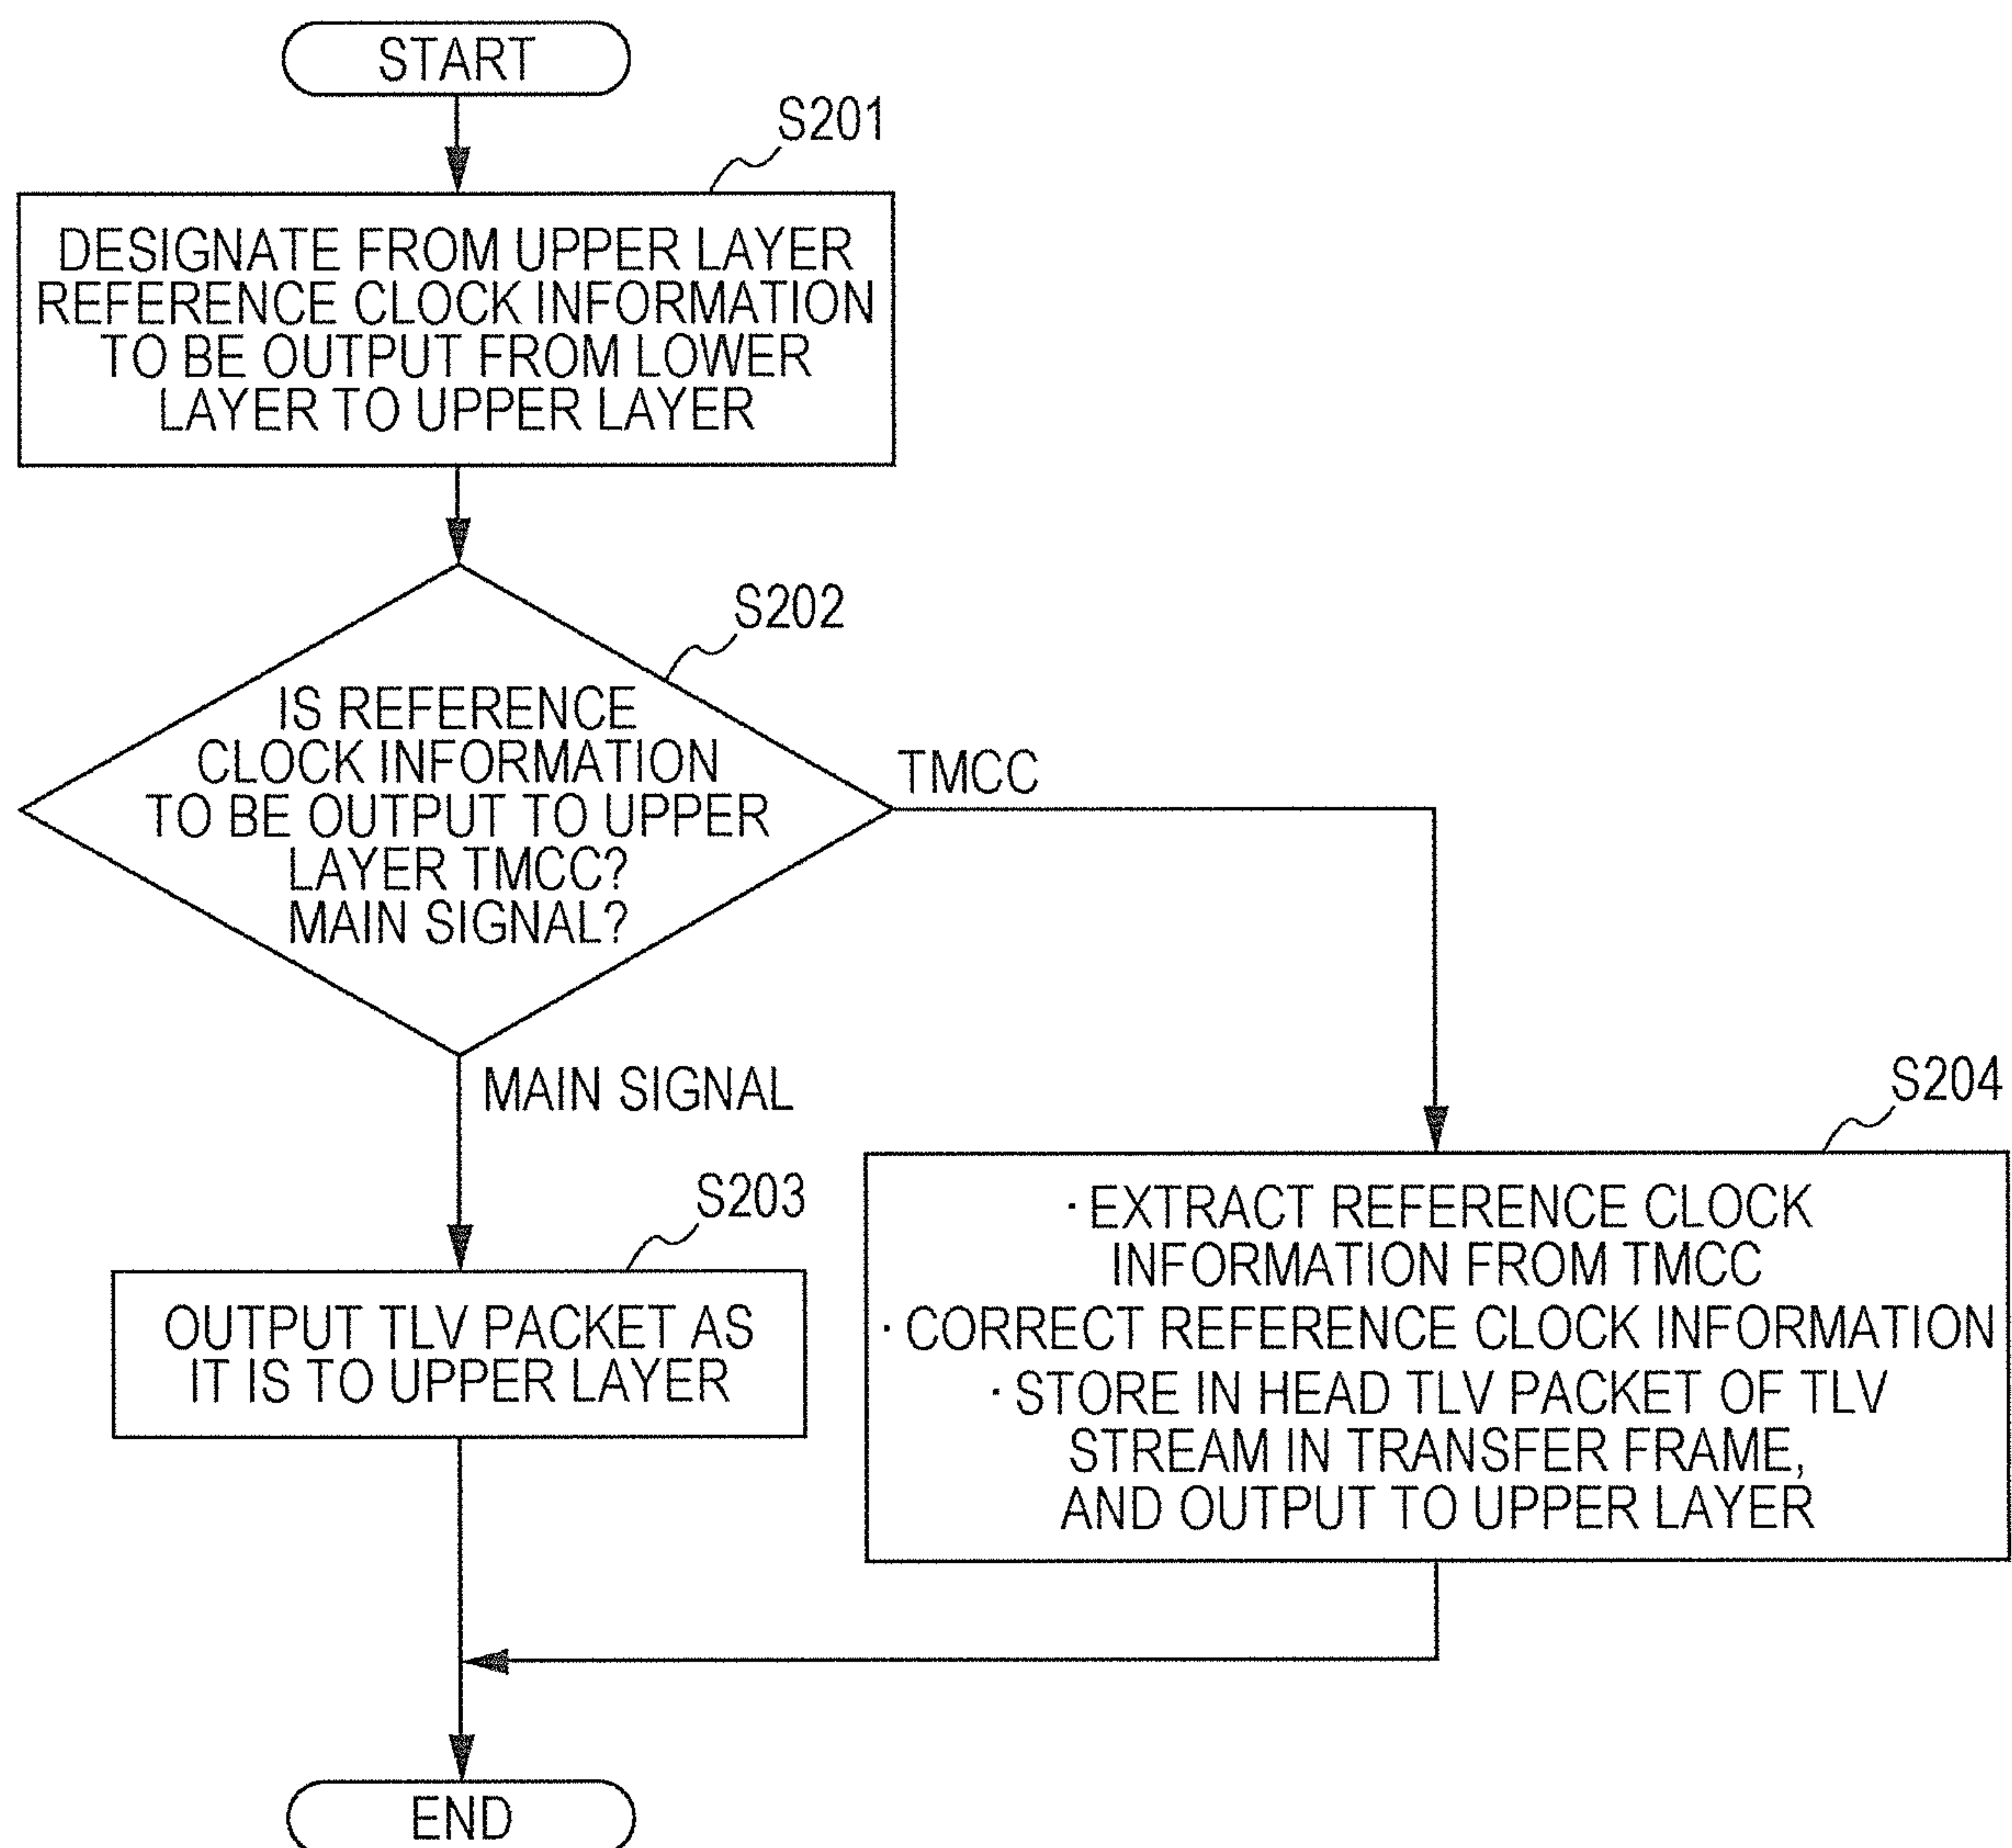 START
S201
DESIGNATE FROM UPPER LAYER
REFERENCE CLOCK INFORMATION
TO BE OUTPUT FROM LOWER
LAYER TO UPPER LAYER
S202
IS REFERENCE
CLOCK INFORMATION
TO BE OUTPUT TO UPPER
LAYER TMCC?
MAIN SIGNAL?
TMCC
MAIN SIGNAL
S203
OUTPUT TLV PACKET AS
IT IS TO UPPER LAYER
S204
· EXTRACT REFERENCE CLOCK
INFORMATION FROM TMCC
· CORRECT REFERENCE CLOCK INFORMATION
· STORE IN HEAD TLV PACKET OF TLV
STREAM IN TRANSFER FRAME,
AND OUTPUT TO UPPER LAYER
END